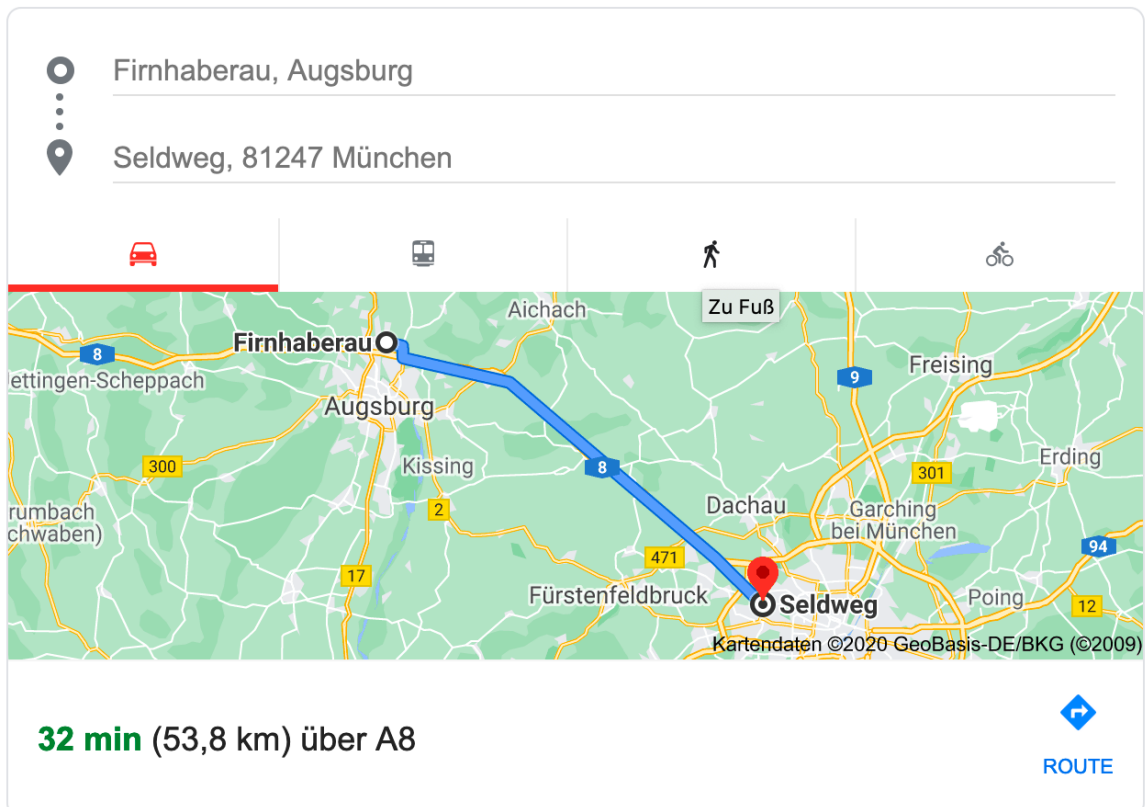 Firnhaberau, Augsburg
Seldweg, 81247 München
Zu Fuß
Aichach
Firnhaberau
8
Freising
9
ettingen-Scheppach
Augsburg
300
Kissing
8
301
Erding
2
Dachau
Garching
bei München
rumbach
chwaben)
94
471
17
Fürstenfeldbruck
Seldweg
Poing
12
Kartendaten ©2020 GeoBasis-DE/BKG (©2009)
32 min (53,8 km) über A8
ROUTE